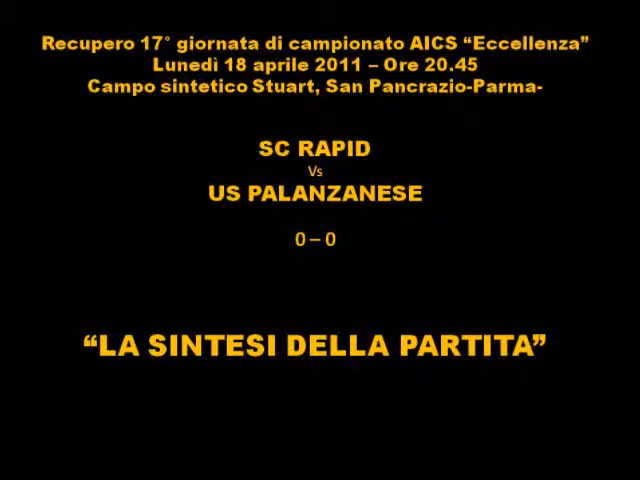 Recupero 17° giornata di campionato AICS “Eccellenza”
Lunedì 18 aprile 2011 – Ore 20.45
Campo sintetico Stuart, San Pancrazio-Parma-
SC RAPID
Vs
US PALANZANESE
0 – 0
“LA SINTESI DELLA PARTITA”